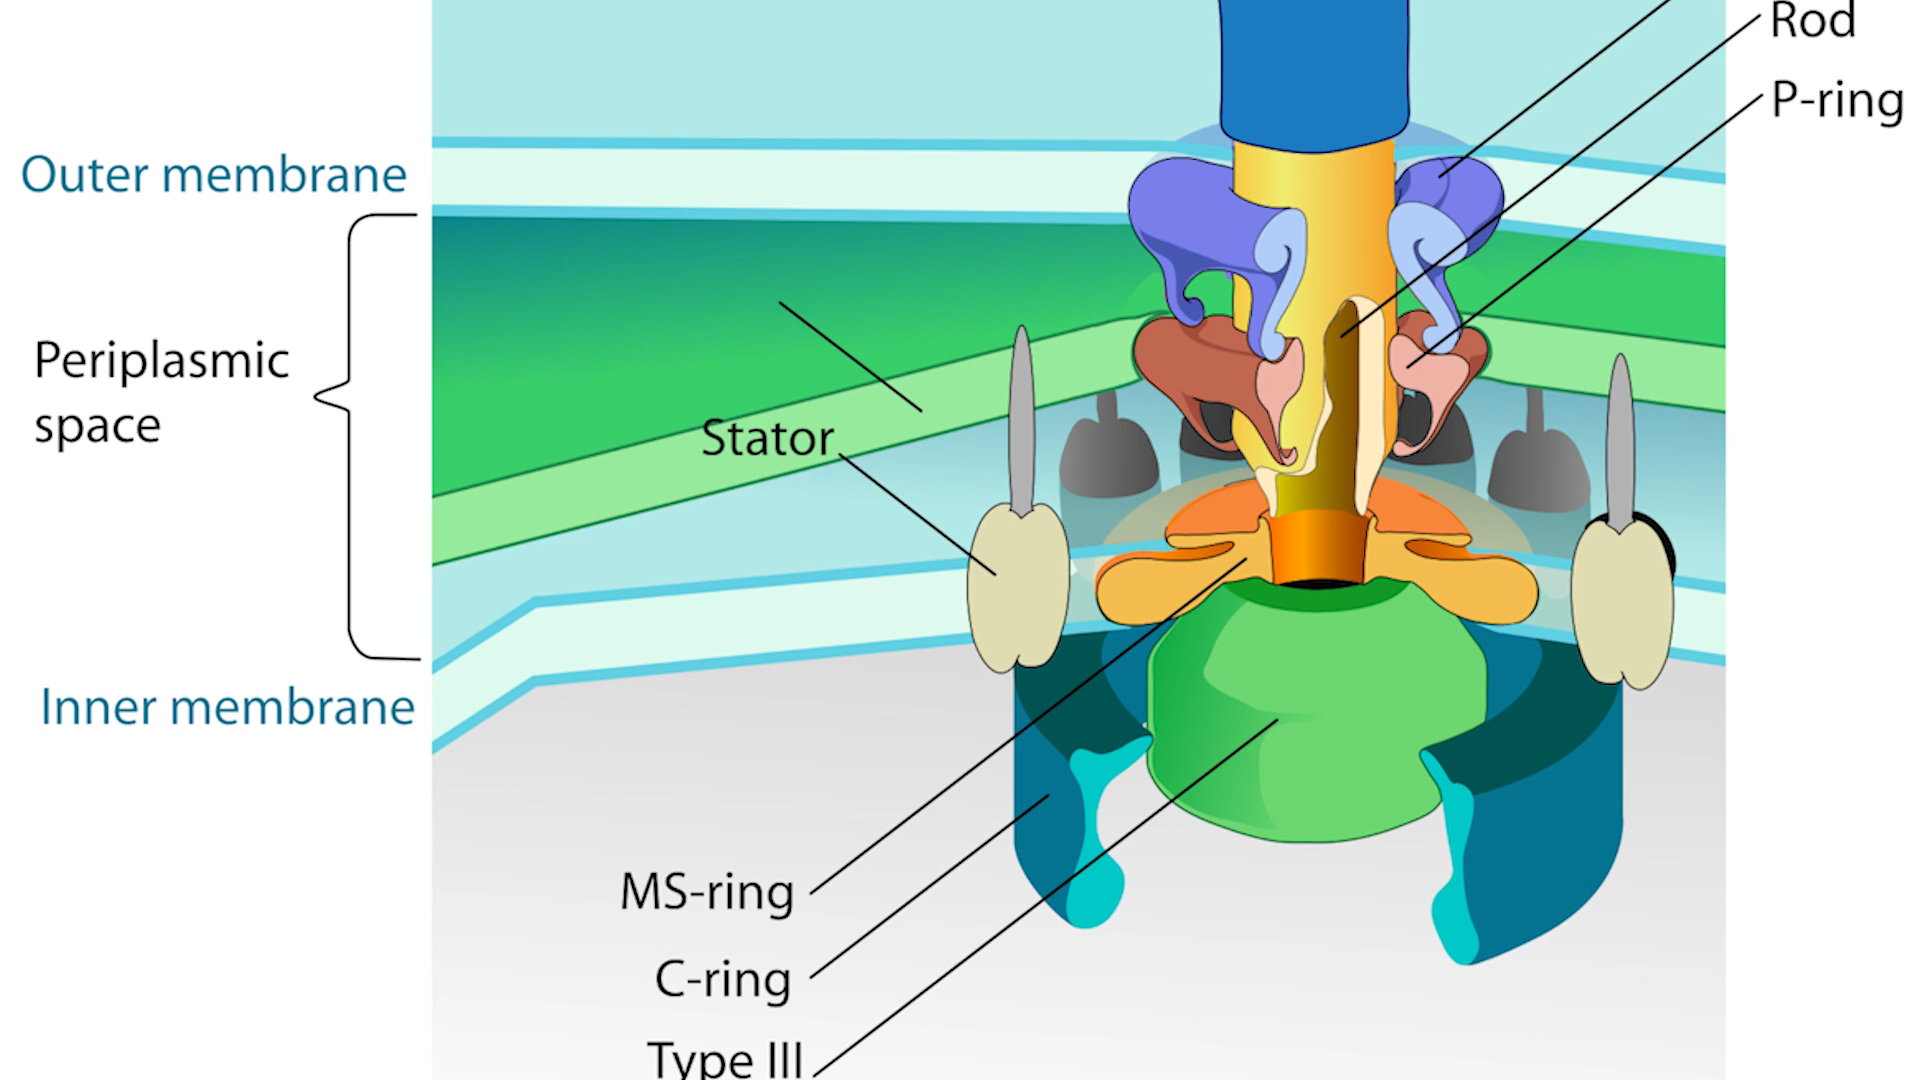 Rod
P-ring
Outer membrane
Periplasmic
space
Stator
Inner membrane
MS-ring
C-ring
Type III